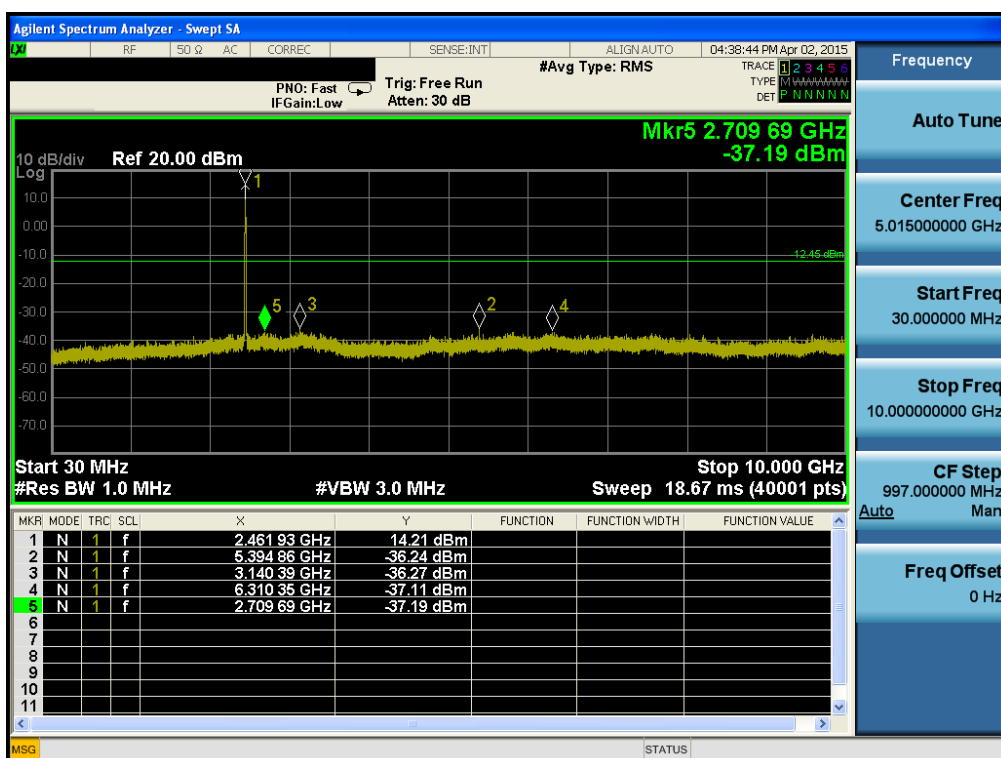 Agilent Spectrum Analyzer - Swept SA
LXI RF 50 Ω AC CORREC SENSE:INT ALIGN AUTO 04:38:44 PM Apr 02, 2015
#Avg Type: RMS
TRACE 1 2 3 4 5 6
PNO: Fast Trig: Free Run
TYPE M
IFGain:Low Atten: 30 dB
DET P N N N N N
Frequency
Auto Tune
Mkr5 2.709 69 GHz
-37.19 dBm
10 dB/div Ref 20.00 dBm
Log
10.0
0.00
-10.0
-20.0
-30.0
-40.0
-50.0
-60.0
-70.0
1
5
3
2
4
-12.45 dBm
Start 30 MHz Stop 10.000 GHz
#Res BW 1.0 MHz #VBW 3.0 MHz Sweep 18.67 ms (40001 pts)
Center Freq
5.015000000 GHz
Start Freq
30.000000 MHz
Stop Freq
10.000000000 GHz
CF Step
997.000000 MHz
Auto Man
Freq Offset
0 Hz
MKR MODE TRC SCL X Y FUNCTION FUNCTION WIDTH FUNCTION VALUE
1 N 1 f 2.461 93 GHz 14.21 dBm
2 N 1 f 5.394 86 GHz -36.24 dBm
3 N 1 f 3.140 39 GHz -36.27 dBm
4 N 1 f 6.310 35 GHz -37.11 dBm
5 N 1 f 2.709 69 GHz -37.19 dBm
6
7
8
9
10
11
MSG STATUS